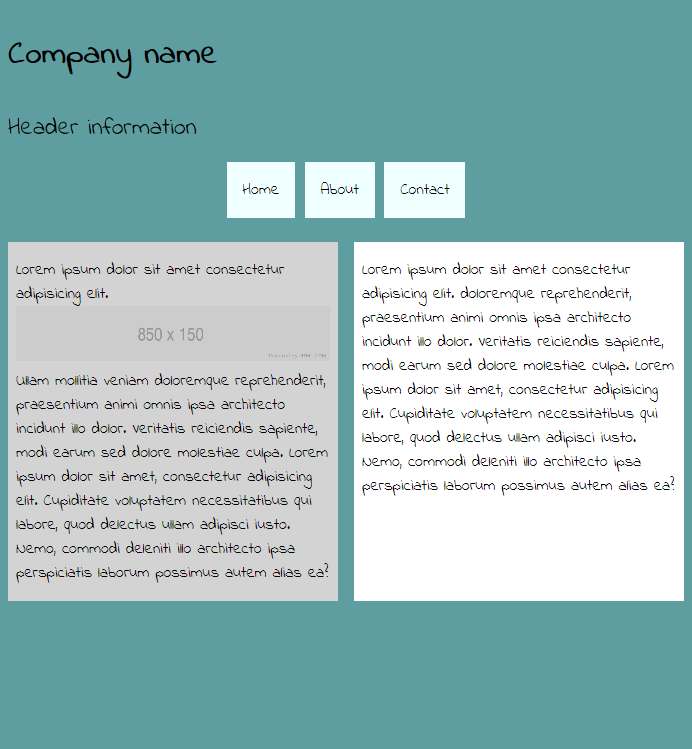 Company name
Header information
Home
About
Contact
Lorem ipsum dolor sit amet consectetur
adipisicing elit.
850 x 150
Powered by HTML.COM
Ullam mollitia veniam doloremque reprehenderit,
praesentium animi omnis ipsa architecto
incidunt illo dolor. Veritatis reiciendis sapiente,
modi earum sed dolore molestiae culpa. Lorem
ipsum dolor sit amet, consectetur adipisicing
elit. Cupiditate voluptatem necessitatibus qui
labore, quod delectus ullam adipisci iusto.
Nemo, commodi deleniti illo architecto ipsa
perspiciatis laborum possimus autem alias ea?
Lorem ipsum dolor sit amet consectetur
adipisicing elit. doloremque reprehenderit,
praesentium animi omnis ipsa architecto
incidunt illo dolor. Veritatis reiciendis sapiente,
modi earum sed dolore molestiae culpa. Lorem
ipsum dolor sit amet, consectetur adipisicing
elit. Cupiditate voluptatem necessitatibus qui
labore, quod delectus ullam adipisci iusto.
Nemo, commodi deleniti illo architecto ipsa
perspiciatis laborum possimus autem alias ea?